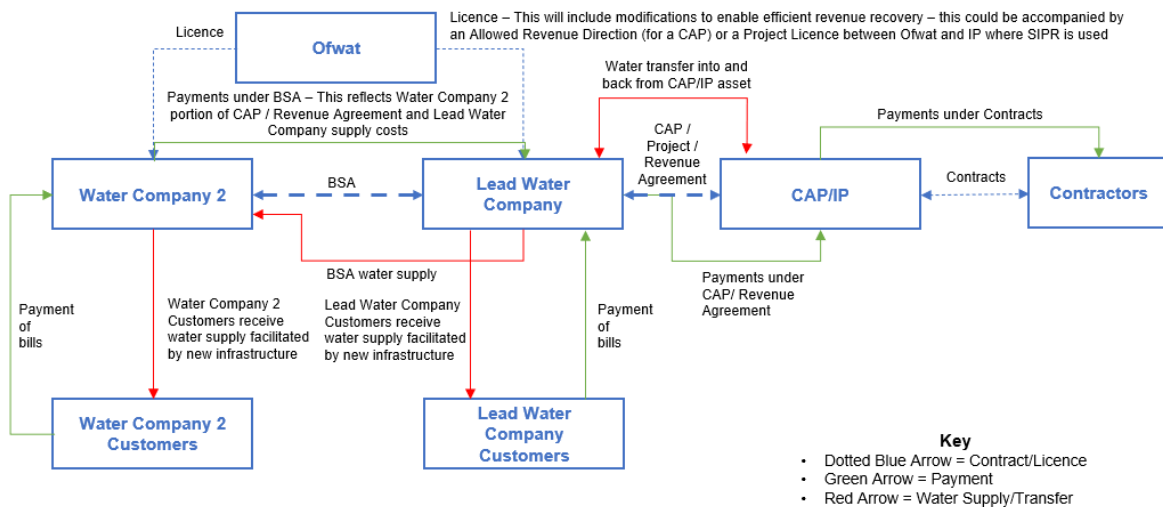 Licence – This will include modifications to enable efficient revenue recovery – this could be accompanied by
an Allowed Revenue Direction (for a CAP) or a Project Licence between Ofwat and IP where SIPR is used
Licence
Ofwat
Water transfer into and
back from CAP/IP asset
Payments under BSA – This reflects Water Company 2
portion of CAP / Revenue Agreement and Lead Water
Company supply costs
CAP /
Project /
Revenue
Agreement
Payments under Contracts
Water Company 2
BSA
Lead Water
Company
CAP/IP
Contracts
Contractors
BSA water supply
Payments under
CAP/ Revenue
Agreement
Payment
of
bills
Water Company 2
Customers receive
water supply facilitated
by new infrastructure
Lead Water Company
Customers receive
water supply facilitated
by new infrastructure
Payment
of
bills
Water Company 2
Customers
Lead Water
Company
Customers
Key
• Dotted Blue Arrow = Contract/Licence
• Green Arrow = Payment
• Red Arrow = Water Supply/Transfer